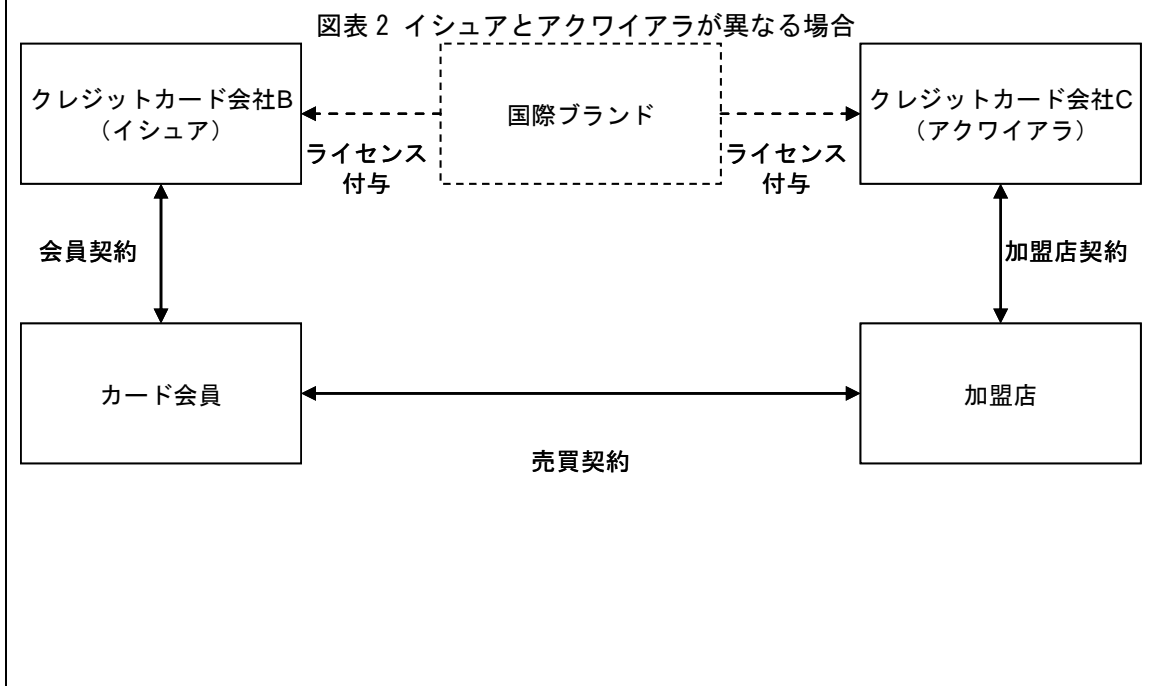 図表 2 イシュアとアクワイアラが異なる場合
クレジットカード会社B
（イシュア）
国際ブランド
クレジットカード会社C
（アクワイアラ）
ライセンス
付与
ライセンス
付与
会員契約
加盟店契約
カード会員
加盟店
売買契約